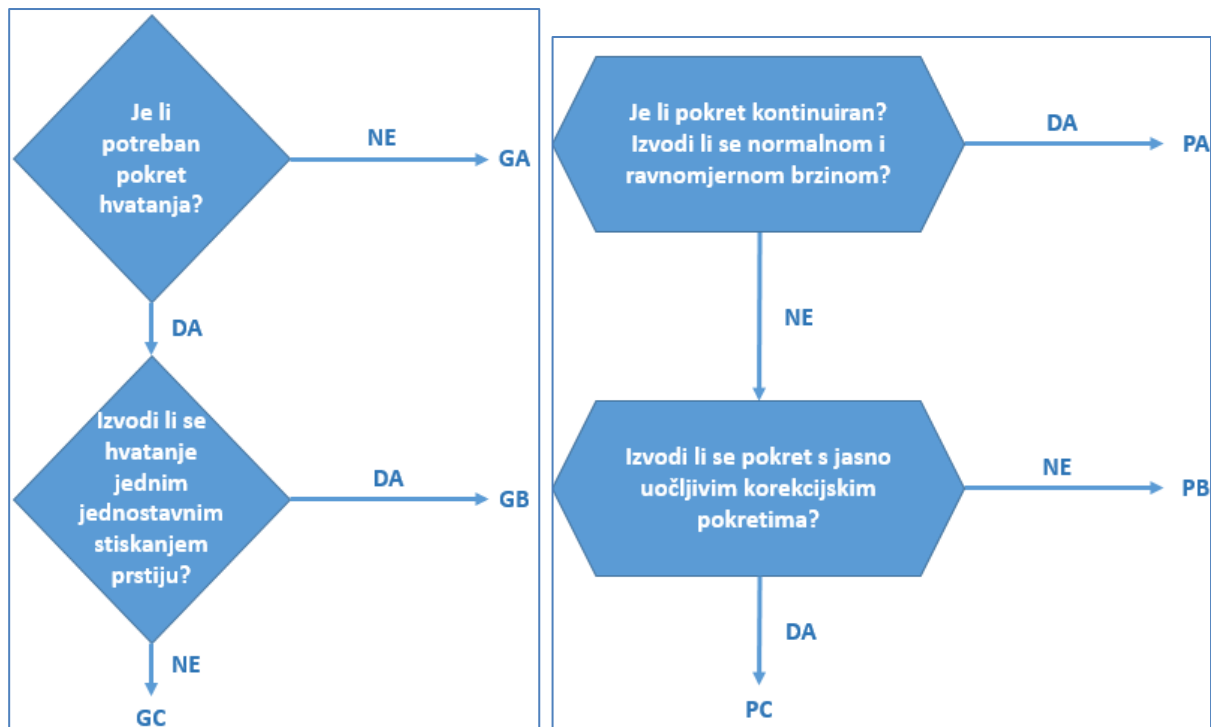 Je li
potreban
pokret
hvatanja?
NE
GA
DA
Izvodi li se
hvatanje
jednim
jednostavnim
stiskanjem
prstiju?
DA
GB
NE
GC
Je li pokret kontinuiran?
Izvodi li se normalnom i
ravnomjernom brzinom?
DA
PA
NE
Izvodi li se pokret s jasno
uočljivim korekcijskim
pokretima?
NE
PB
DA
PC